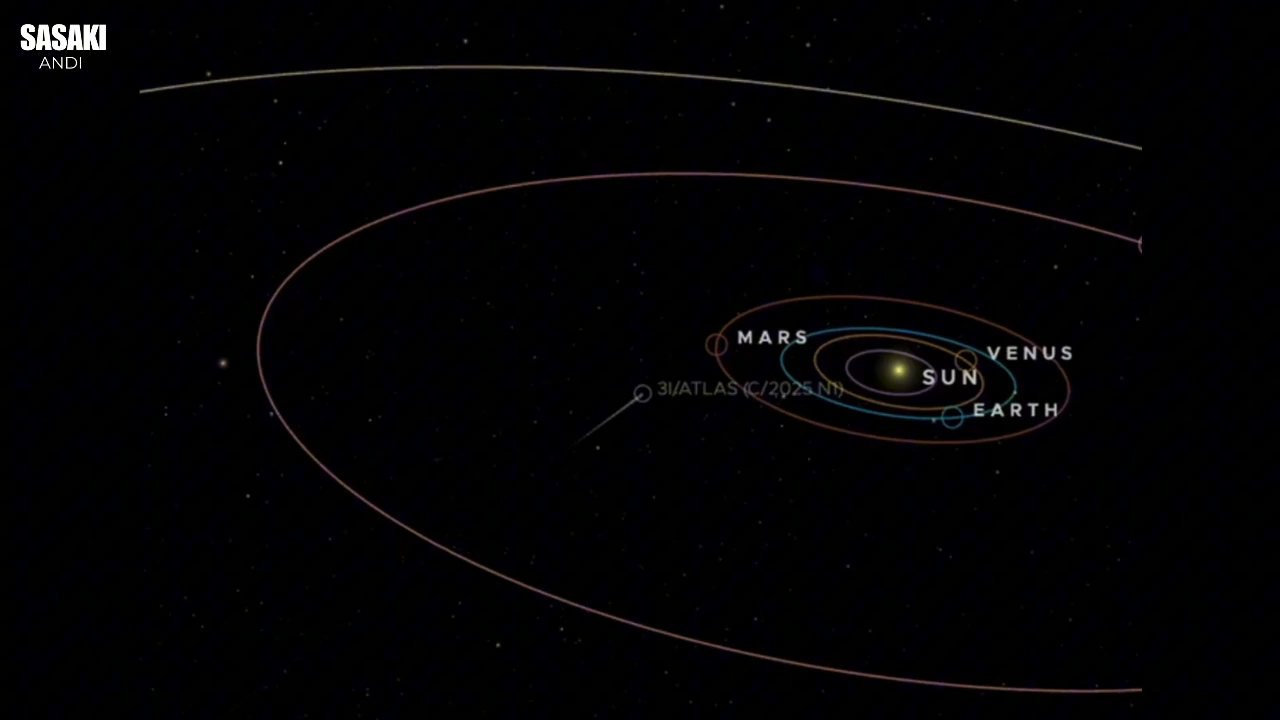 SASAKI
ANDI
MARS
VENUS
SUN
3I/ATLAS (C/2025 N1)
EARTH